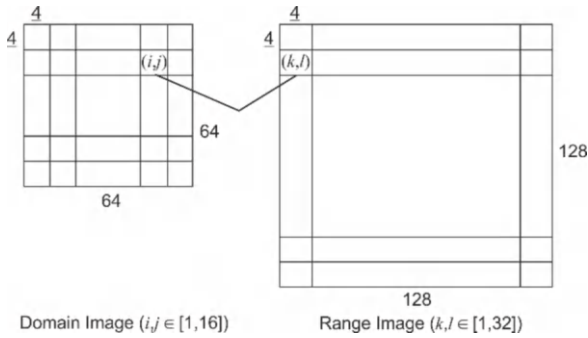 4
4
(i,j)
64
64
4
4
(k,l)
128
128
Domain Image (i,j ∈ [1,16])
Range Image (k,l ∈ [1,32])